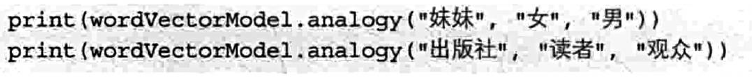 print(wordVectorModel.analogy("妹妹", "女", "男"))
print(wordVectorModel.analogy("出版社", "读者", "观众"))